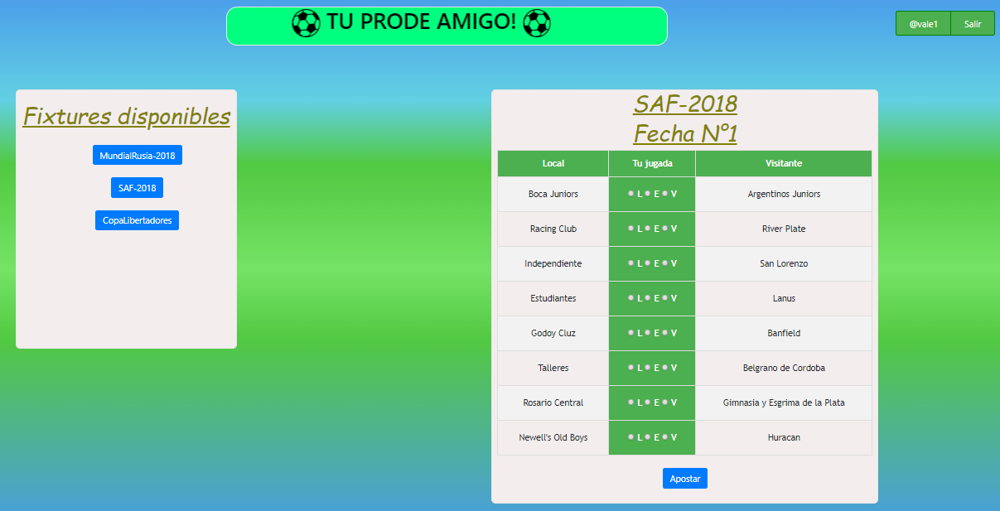 TU PRODE AMIGO!
@vale1 Salir
Fixtures disponibles
MundialRusia-2018
SAF-2018
CopaLibertadores
SAF-2018
Fecha N°1
Local Tu jugada Visitante
Boca Juniors L E V Argentinos Juniors
Racing Club L E V River Plate
Independiente L E V San Lorenzo
Estudiantes L E V Lanus
Godoy Cluz L E V Banfield
Talleres L E V Belgrano de Cordoba
Rosario Central L E V Gimnasia y Esgrima de la Plata
Newell's Old Boys L E V Huracan
Apostar